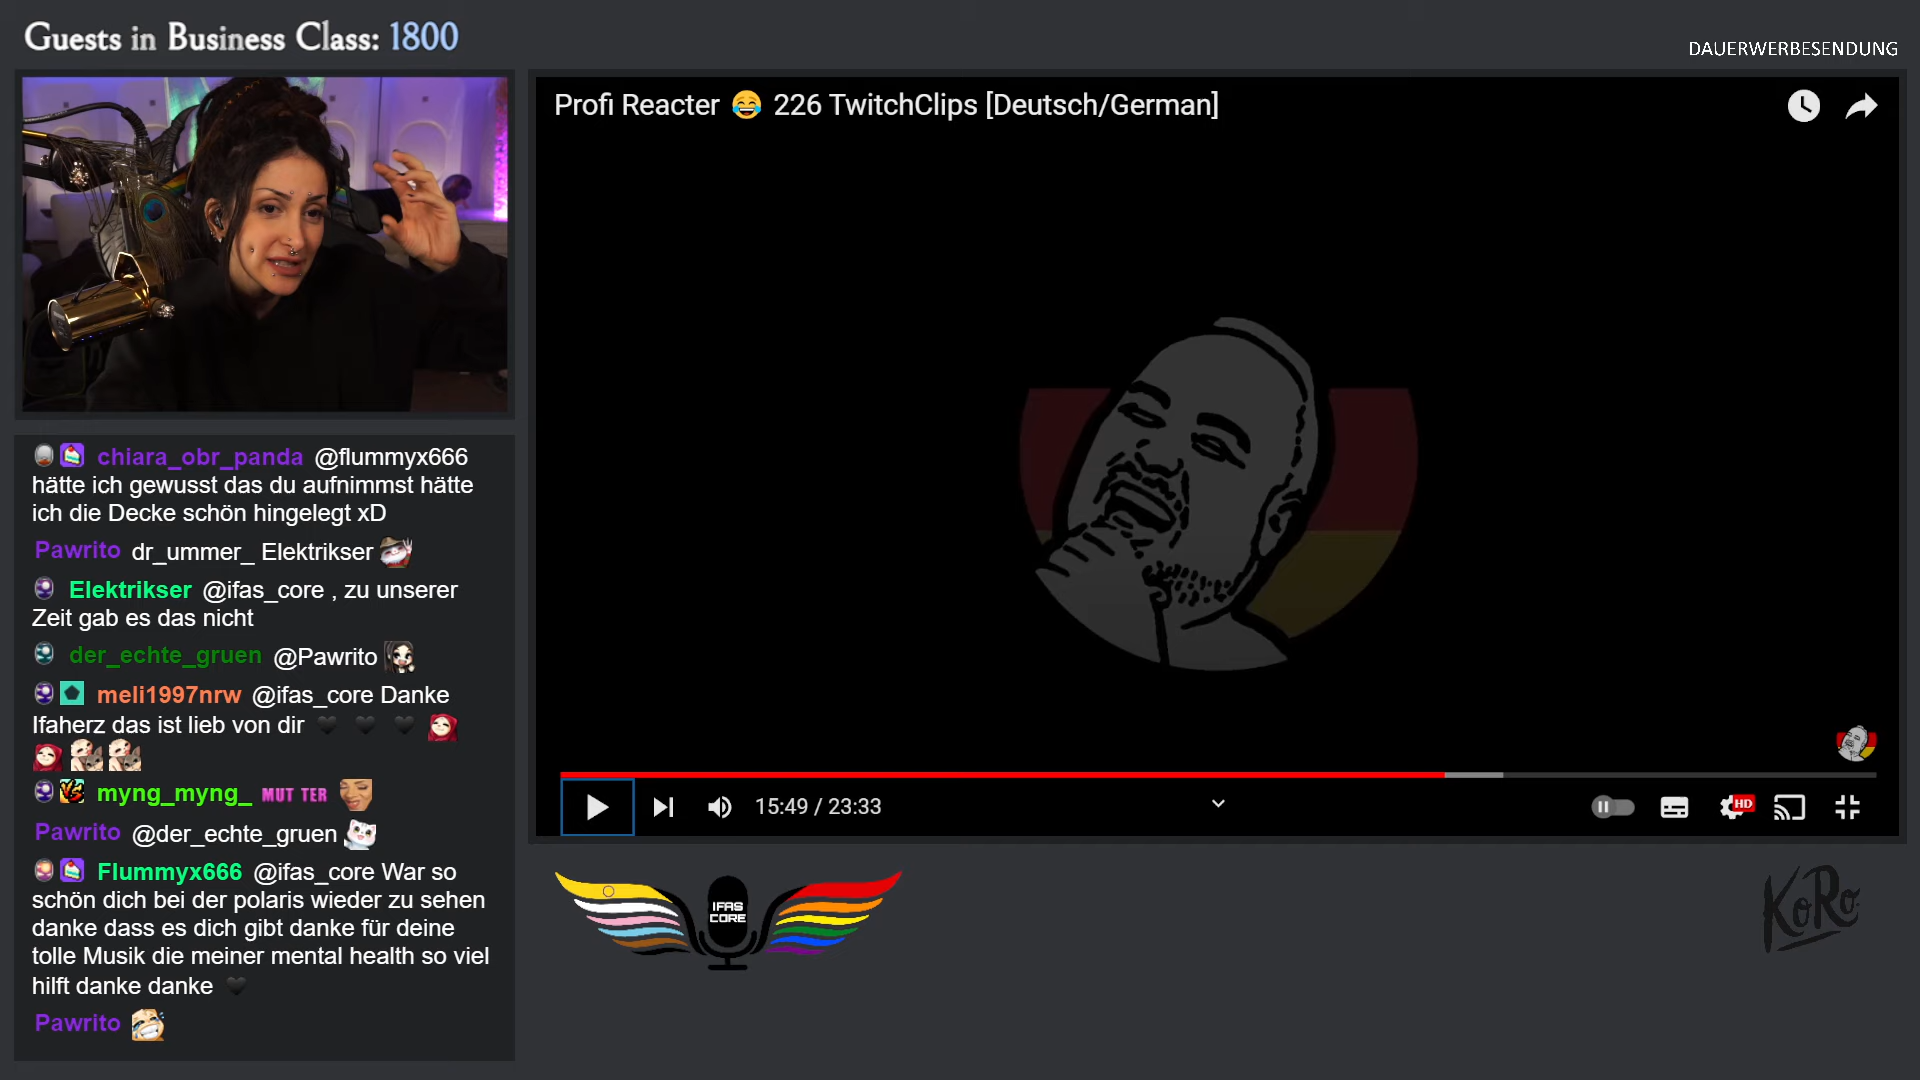 Guests in Business Class: 1800
DAUERWERBESENDUNG
Profi Reacter 😂 226 TwitchClips [Deutsch/German]
chiara_obr_panda @flummyx666
hätte ich gewusst das du aufnimmst hätte
ich die Decke schön hingelegt xD
Pawrito dr_ummer_ Elektrikser
Elektrikser @ifas_core , zu unserer
Zeit gab es das nicht
der_echte_gruen @Pawrito
meli1997nrw @ifas_core Danke
Ifaherz das ist lieb von dir 🖤 🖤 🖤
myng_myng_ MUT TER
Pawrito @der_echte_gruen
Flummyx666 @ifas_core War so
schön dich bei der polaris wieder zu sehen
danke dass es dich gibt danke für deine
tolle Musik die meiner mental health so viel
hilft danke danke 🖤
Pawrito
15:49 / 23:33
HD
IFAS
CORE
KoRo